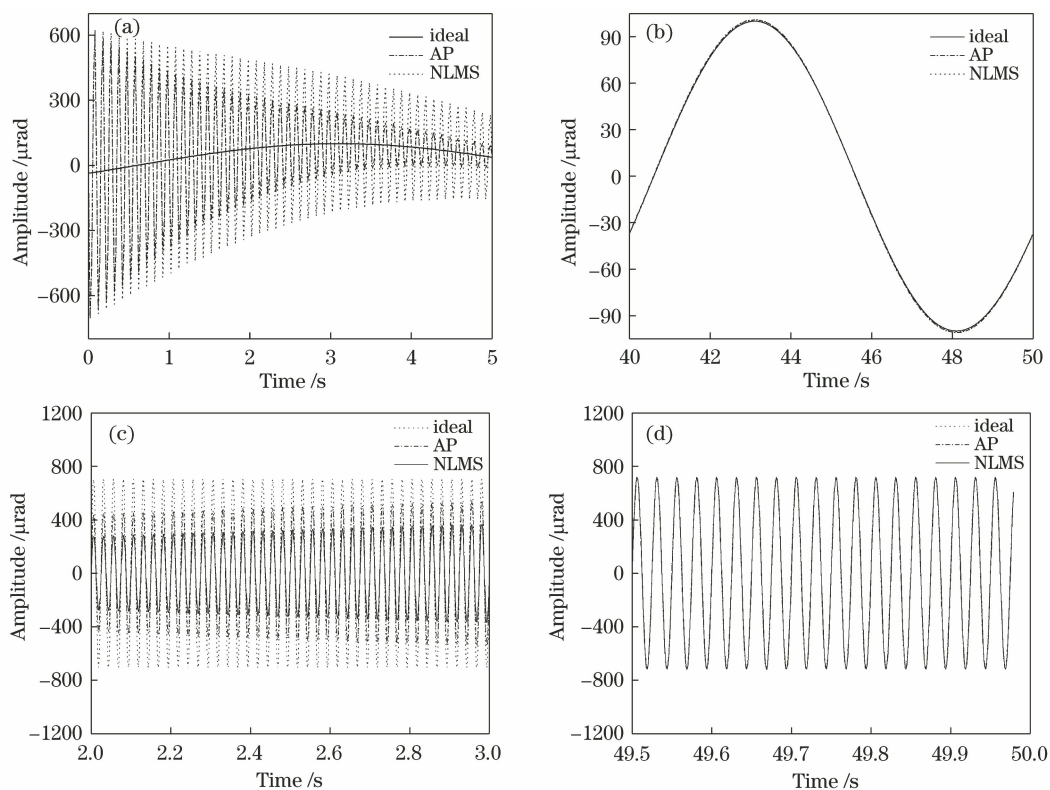 (a)
ideal
AP
NLMS
600
300
0
−300
−600
Amplitude /μrad
0 1 2 3 4 5
Time /s
(b)
ideal
AP
NLMS
90
60
30
0
−30
−60
−90
Amplitude /μrad
40 42 44 46 48 50
Time /s
(c)
ideal
AP
NLMS
1200
800
400
0
−400
−800
−1200
Amplitude /μrad
2.0 2.2 2.4 2.6 2.8 3.0
Time /s
(d)
ideal
AP
NLMS
1200
800
400
0
−400
−800
−1200
Amplitude /μrad
49.5 49.6 49.7 49.8 49.9 50.0
Time /s